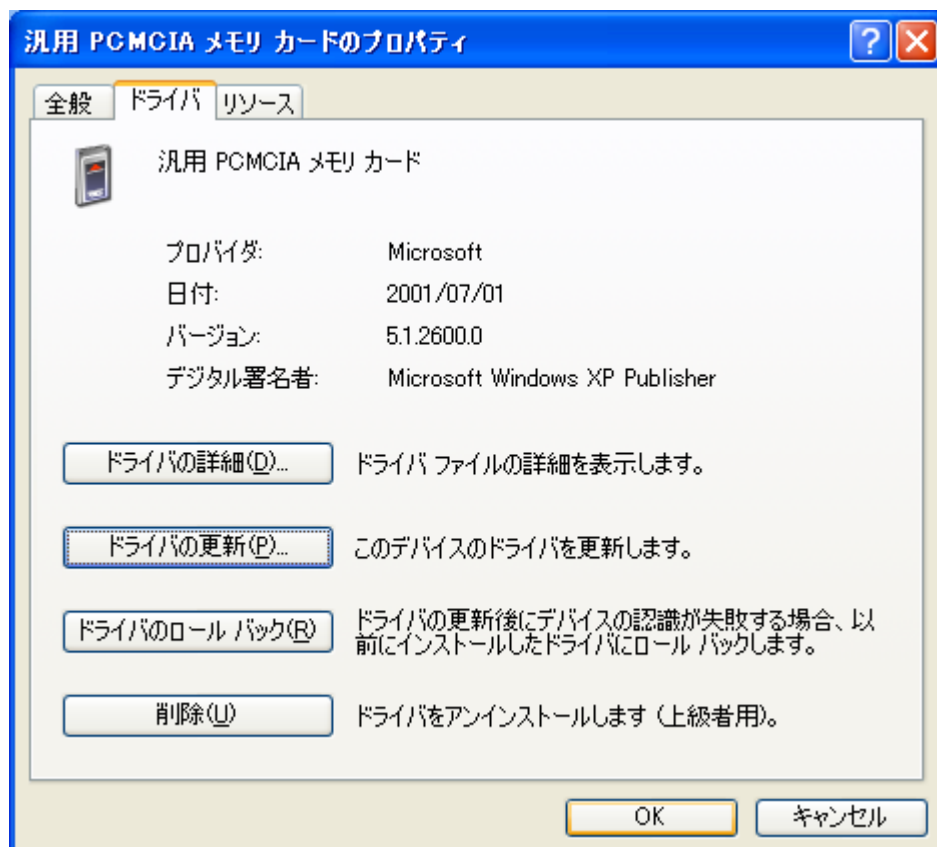 汎用 PCMCIA メモリ カードのプロパティ
全般 ドライバ リソース
汎用 PCMCIA メモリ カード
プロバイダ: Microsoft
日付: 2001/07/01
バージョン: 5.1.2600.0
デジタル署名者: Microsoft Windows XP Publisher
ドライバの詳細(D)... ドライバ ファイルの詳細を表示します。
ドライバの更新(P)... このデバイスのドライバを更新します。
ドライバのロール バック(R) ドライバの更新後にデバイスの認識が失敗する場合、以
前にインストールしたドライバにロール バックします。
削除(U) ドライバをアンインストールします (上級者用)。
OK キャンセル